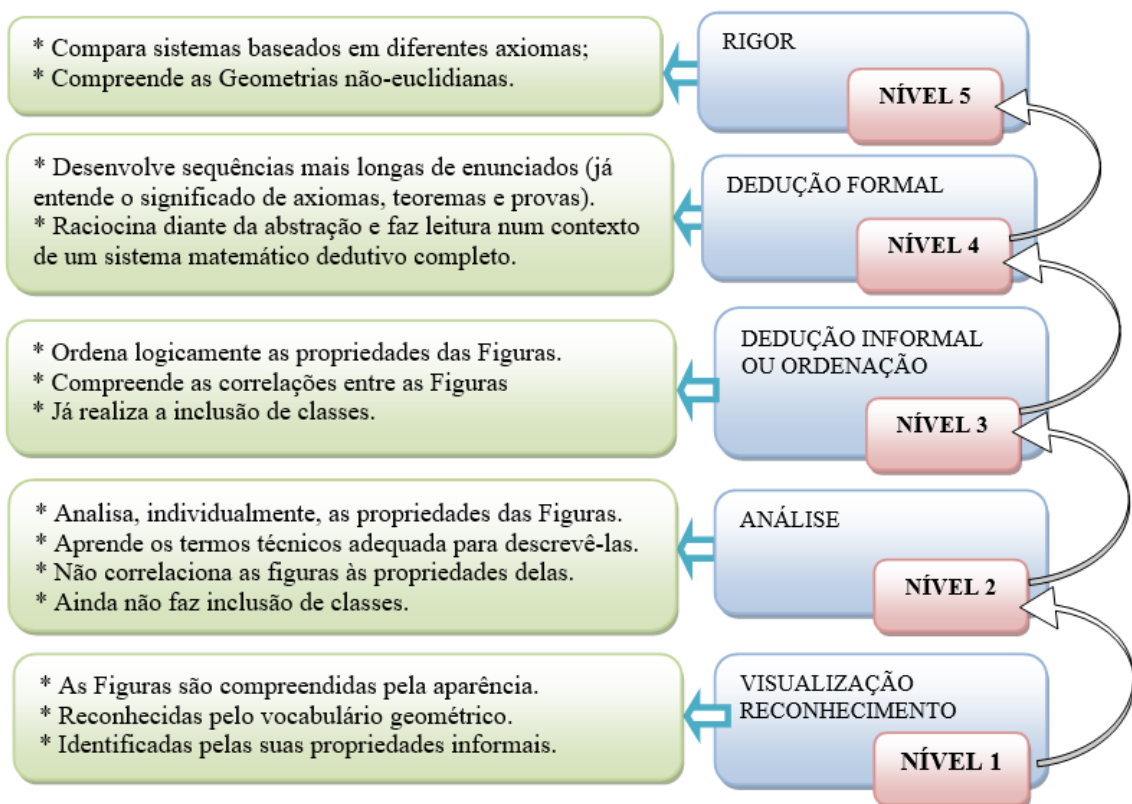 * Compara sistemas baseados em diferentes axiomas;
* Compreende as Geometrias não-euclidianas.
RIGOR
NÍVEL 5
* Desenvolve sequências mais longas de enunciados (já
entende o significado de axiomas, teoremas e provas).
* Raciocina diante da abstração e faz leitura num contexto
de um sistema matemático dedutivo completo.
DEDUÇÃO FORMAL
NÍVEL 4
* Ordena logicamente as propriedades das Figuras.
* Compreende as correlações entre as Figuras
* Já realiza a inclusão de classes.
DEDUÇÃO INFORMAL
OU ORDENAÇÃO
NÍVEL 3
* Analisa, individualmente, as propriedades das Figuras.
* Aprende os termos técnicos adequada para descrevê-las.
* Não correlaciona as figuras às propriedades delas.
* Ainda não faz inclusão de classes.
ANÁLISE
NÍVEL 2
* As Figuras são compreendidas pela aparência.
* Reconhecidas pelo vocabulário geométrico.
* Identificadas pelas suas propriedades informais.
VISUALIZAÇÃO
RECONHECIMENTO
NÍVEL 1